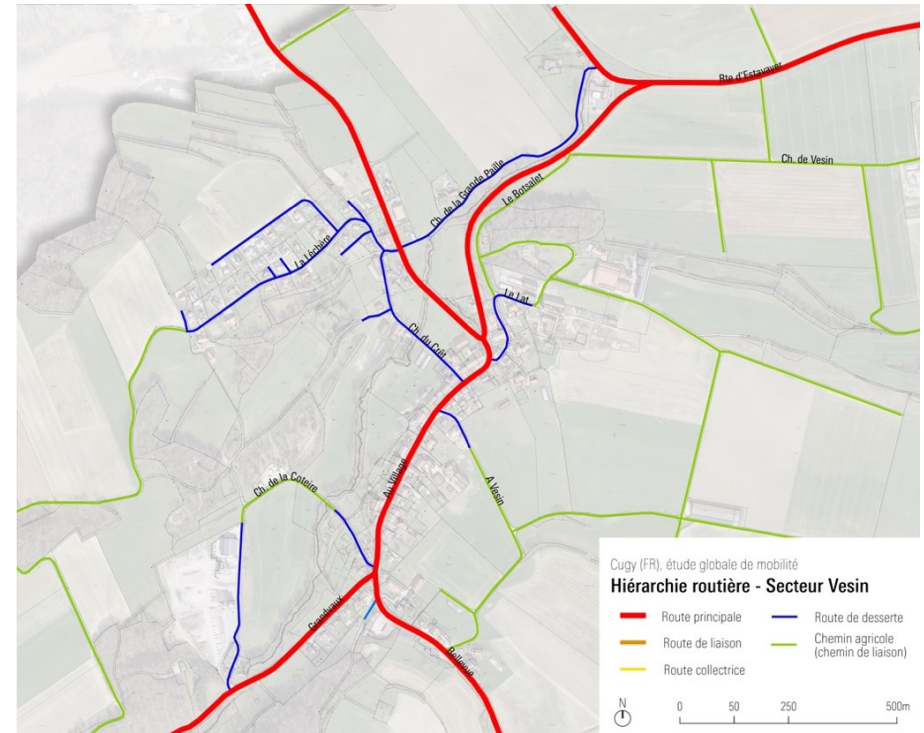 Rte d'Estavayer
Ch. de Vesin
Ch. de la Grande Paille
Le Botsalet
La Léchère
Le Lat
Ch. du Crêt
Au Village
A Vesin
Ch. de la Coteire
Grandvaux
Bellevue
Cugy (FR), étude globale de mobilité
Hiérarchie routière - Secteur Vesin
Route principale
Route de desserte
Route de liaison
Chemin agricole
(chemin de liaison)
Route collectrice
N
0 50 250 500m